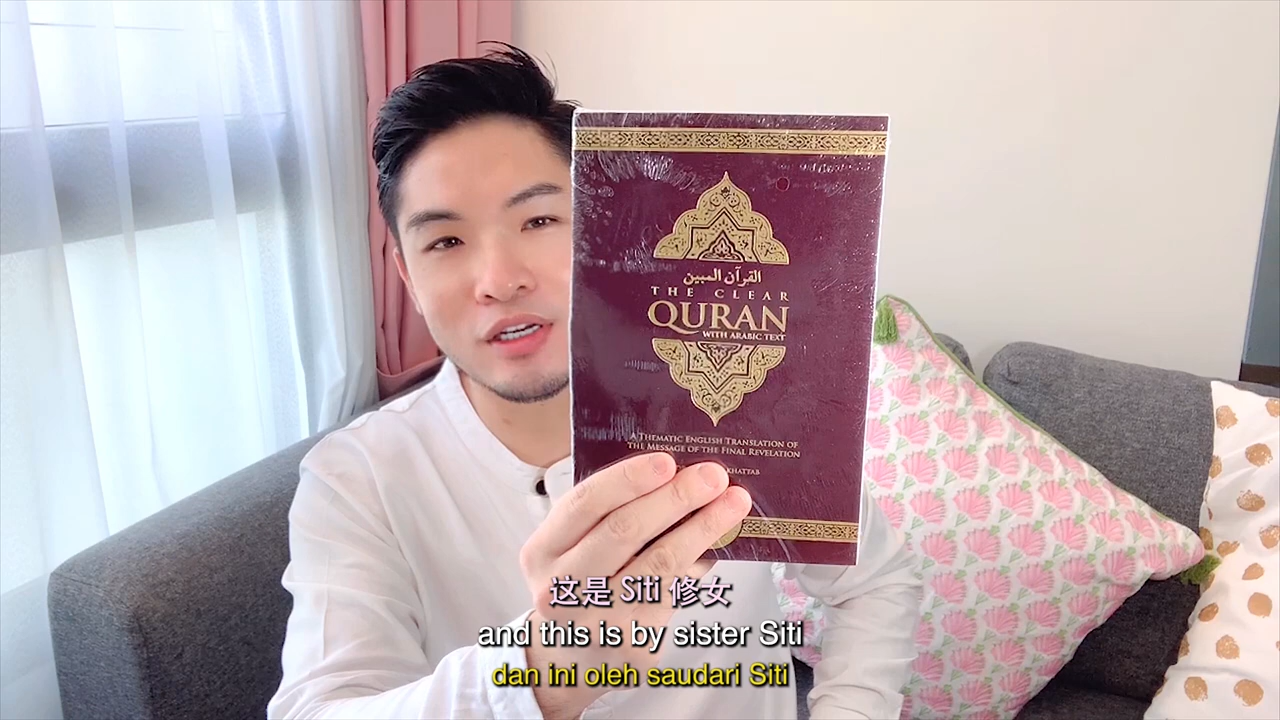 القرآن المبين
THE CLEAR
QURAN
WITH ARABIC TEXT
A THEMATIC ENGLISH TRANSLATION OF
THE MESSAGE OF THE FINAL REVELATION
KHATTAB
这是 Siti 修女
and this is by sister Siti
dan ini oleh saudari Siti